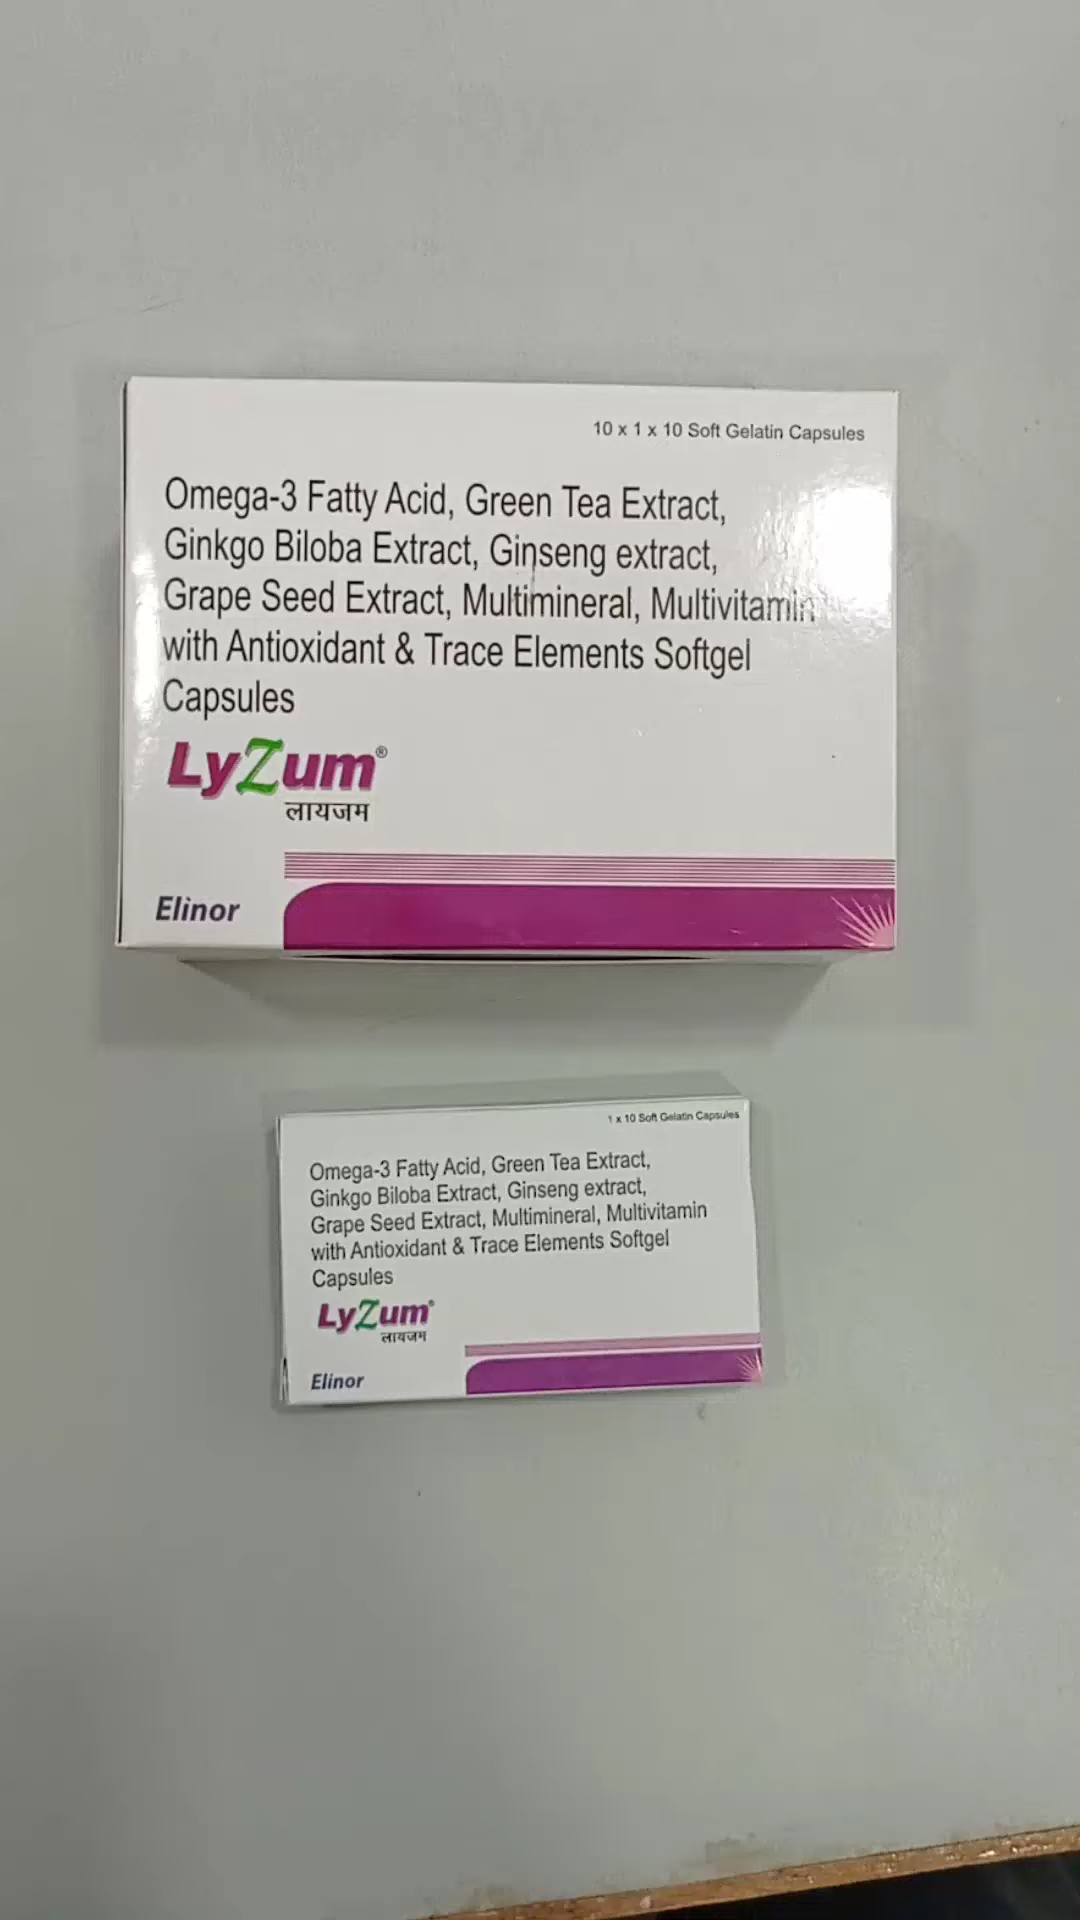 10 x 1 x 10 Soft Gelatin Capsules
Omega-3 Fatty Acid, Green Tea Extract,
Ginkgo Biloba Extract, Ginseng extract,
Grape Seed Extract, Multimineral, Multivitamin
with Antioxidant & Trace Elements Softgel
Capsules
LyZum®
लायजम
Elinor
1 x 10 Soft Gelatin Capsules
Omega-3 Fatty Acid, Green Tea Extract,
Ginkgo Biloba Extract, Ginseng extract,
Grape Seed Extract, Multimineral, Multivitamin
with Antioxidant & Trace Elements Softgel
Capsules
LyZum®
लायजम
Elinor